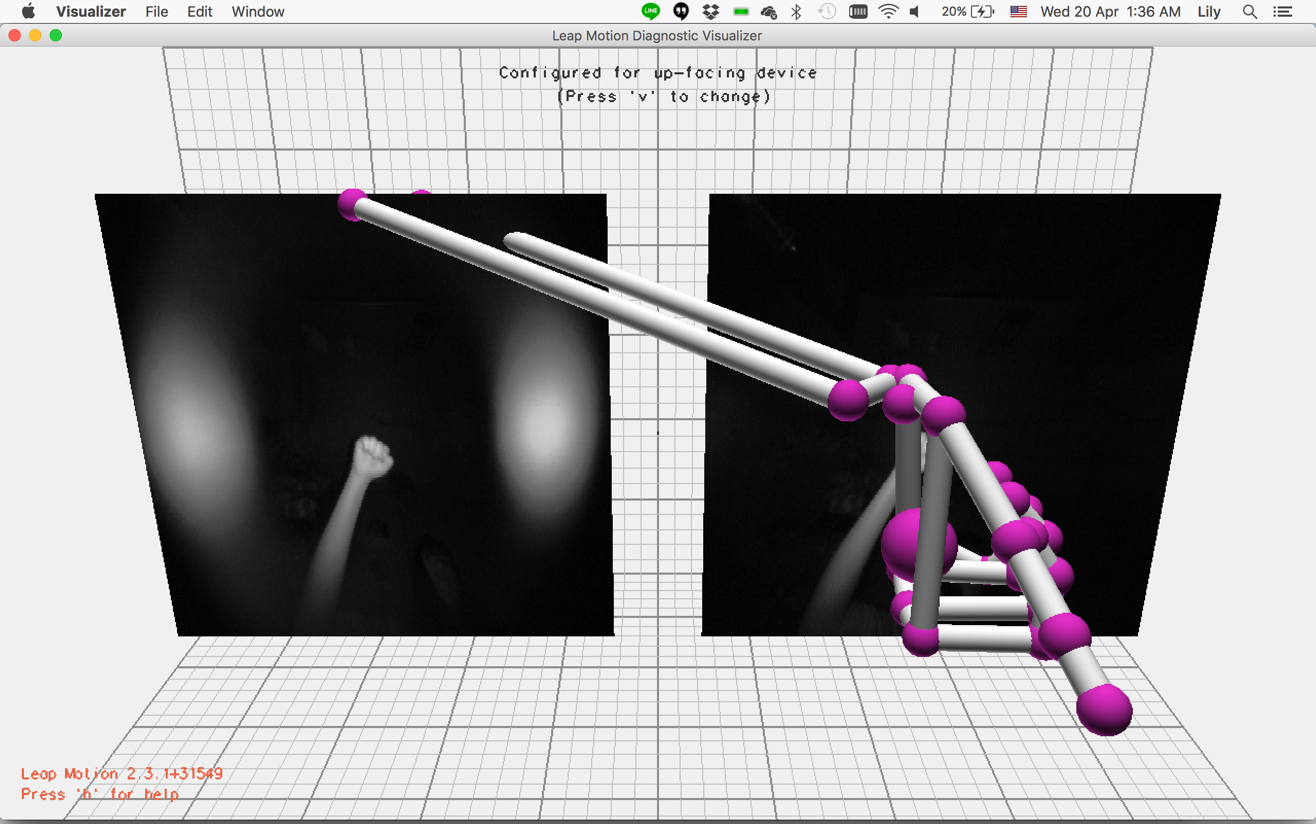 Visualizer File Edit Window LINE 20% Wed 20 Apr 1:36 AM Lily
Leap Motion Diagnostic Visualizer
Configured for up-facing device
(Press 'v' to change)
Leap Motion 2.3.1+31549
Press 'h' for help